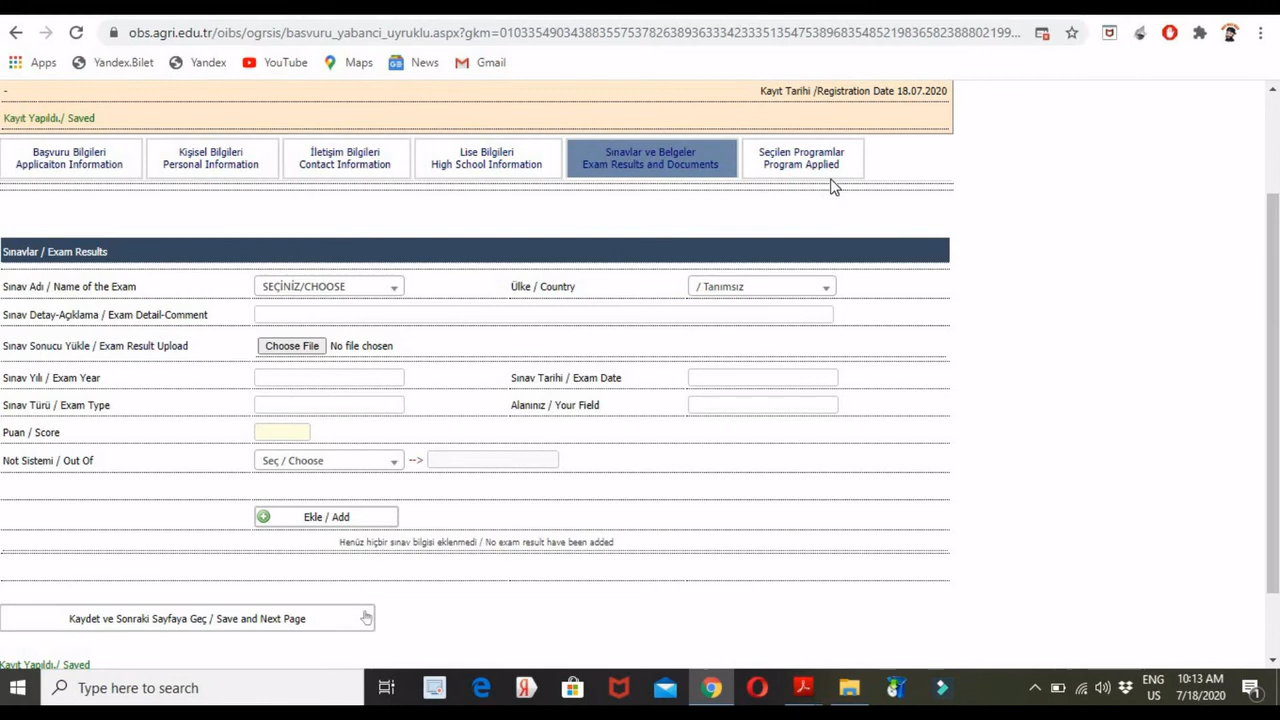 obs.agri.edu.tr/oibs/ogrsis/basvuru_yabanci_uyruklu.aspx?gkm=
Apps Yandex.Bilet Yandex YouTube Maps News Gmail
- Kayıt Tarihi /Registration Date 18.07.2020
Kayıt Yapıldı./ Saved
Başvuru Bilgileri Kişisel Bilgileri İletişim Bilgileri Lise Bilgileri Sınavlar ve Belgeler Seçilen Programlar
Applicaiton Information Personal Information Contact Information High School Information Exam Results and Documents Program Applied
Sınavlar / Exam Results
Sınav Adı / Name of the Exam SEÇİNİZ/CHOOSE Ülke / Country / Tanımsız
Sınav Detay-Açıklama / Exam Detail-Comment
Sınav Sonucu Yükle / Exam Result Upload Choose File No file chosen
Sınav Yılı / Exam Year Sınav Tarihi / Exam Date
Sınav Türü / Exam Type Alanınız / Your Field
Puan / Score
Not Sistemi / Out Of Seç / Choose -->
Ekle / Add
Henüz hiçbir sınav bilgisi eklenmedi / No exam result have been added
Kaydet ve Sonraki Sayfaya Geç / Save and Next Page
Kayıt Yapıldı./ Saved
Type here to search ENG 10:13 AM
US 7/18/2020 1